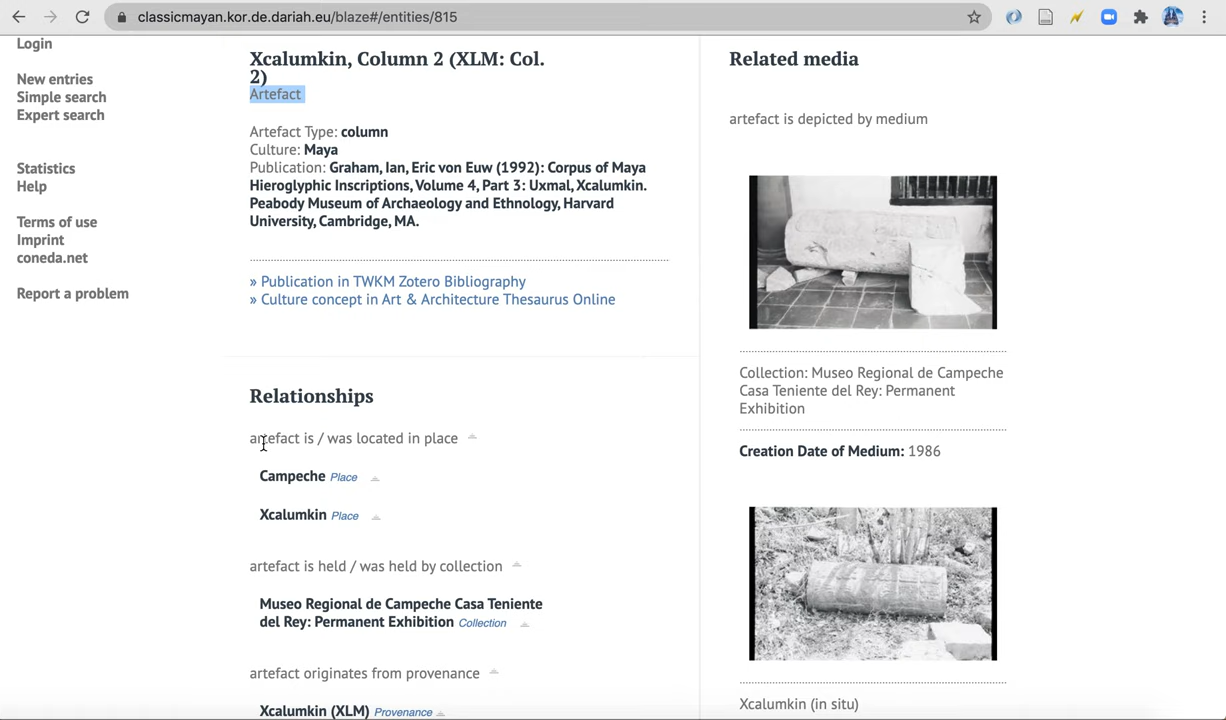 classicmayan.kor.de.dariah.eu/blaze#/entities/815
Login
New entries
Simple search
Expert search
Statistics
Help
Terms of use
Imprint
coneda.net
Report a problem
Xcalumkin, Column 2 (XLM: Col.
2)
Artefact
Artefact Type: column
Culture: Maya
Publication: Graham, Ian, Eric von Euw (1992): Corpus of Maya
Hieroglyphic Inscriptions, Volume 4, Part 3: Uxmal, Xcalumkin.
Peabody Museum of Archaeology and Ethnology, Harvard
University, Cambridge, MA.
» Publication in TWKM Zotero Bibliography
» Culture concept in Art & Architecture Thesaurus Online
Relationships
artefact is / was located in place
Campeche Place
Xcalumkin Place
artefact is held / was held by collection
Museo Regional de Campeche Casa Teniente
del Rey: Permanent Exhibition Collection
artefact originates from provenance
Xcalumkin (XLM) Provenance
Related media
artefact is depicted by medium
Collection: Museo Regional de Campeche
Casa Teniente del Rey: Permanent
Exhibition
Creation Date of Medium: 1986
Xcalumkin (in situ)